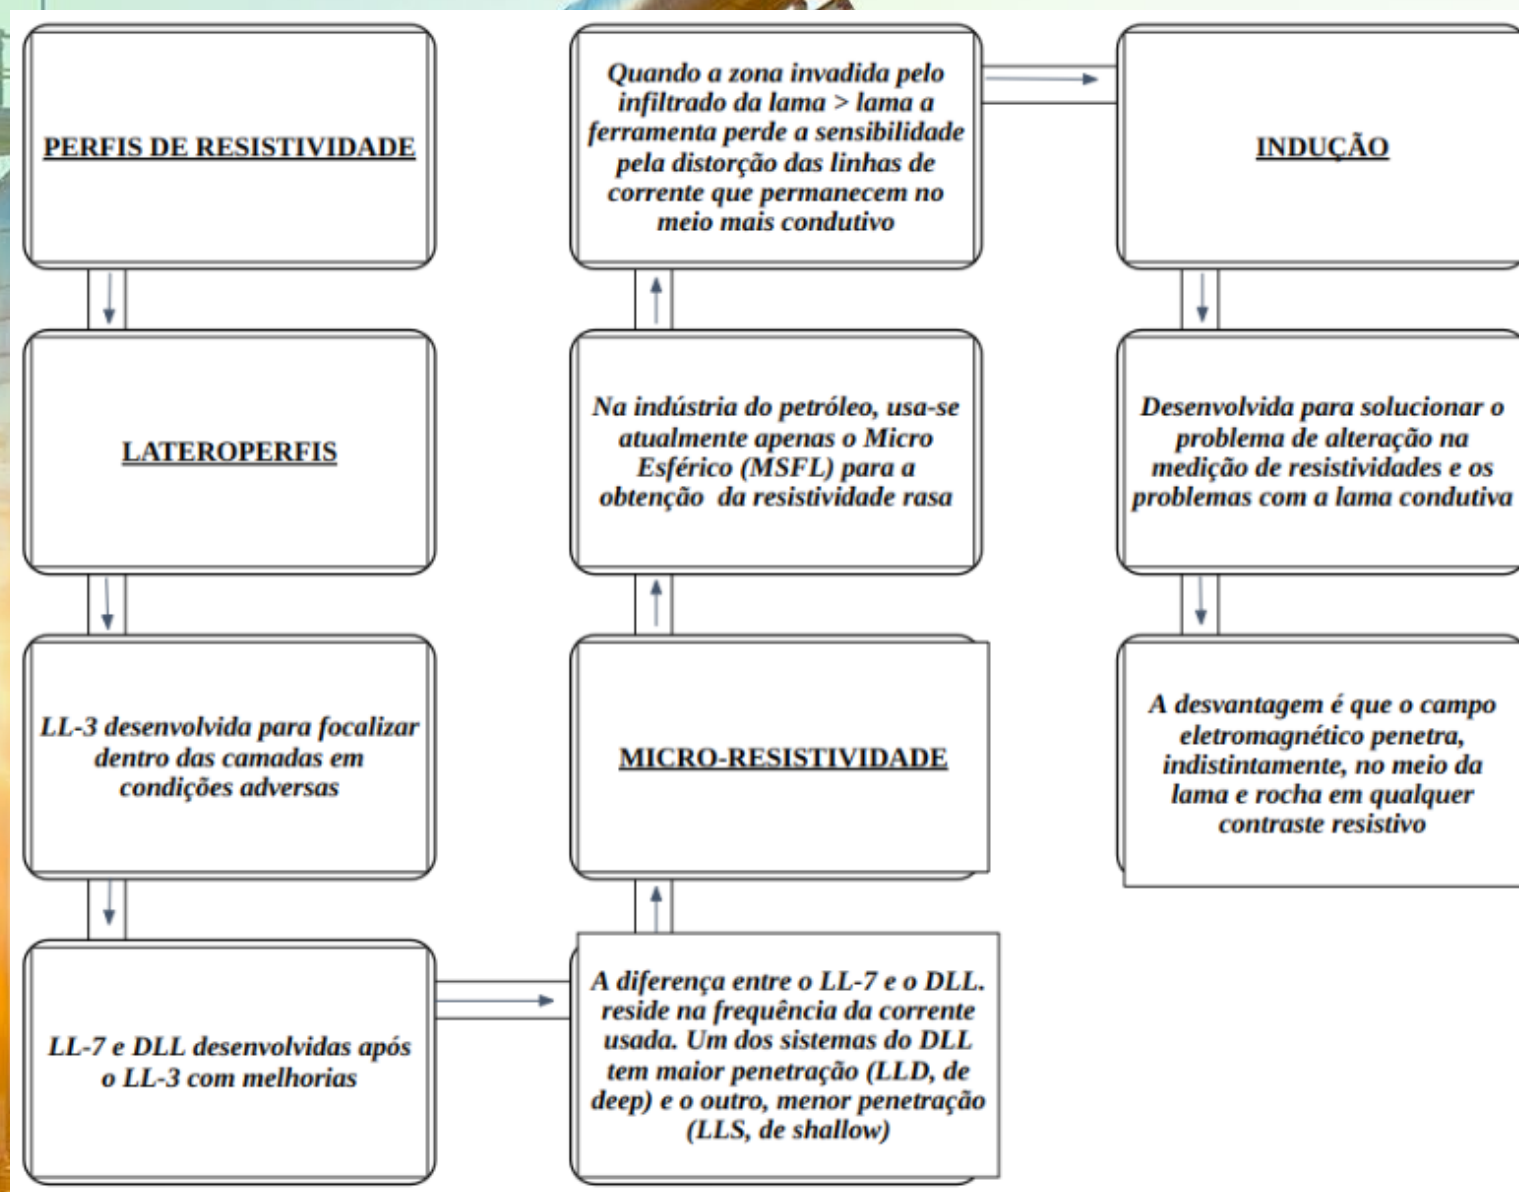 PERFIS DE RESISTIVIDADE
LATEROPERFIS
LL-3 desenvolvida para focalizar
dentro das camadas em
condições adversas
LL-7 e DLL desenvolvidas após
o LL-3 com melhorias
A diferença entre o LL-7 e o DLL.
reside na frequência da corrente
usada. Um dos sistemas do DLL
tem maior penetração (LLD, de
deep) e o outro, menor penetração
(LLS, de shallow)
MICRO-RESISTIVIDADE
Na indústria do petróleo, usa-se
atualmente apenas o Micro
Esférico (MSFL) para a
obtenção da resistividade rasa
Quando a zona invadida pelo
infiltrado da lama > lama a
ferramenta perde a sensibilidade
pela distorção das linhas de
corrente que permanecem no
meio mais condutivo
INDUÇÃO
Desenvolvida para solucionar o
problema de alteração na
medição de resistividades e os
problemas com a lama condutiva
A desvantagem é que o campo
eletromagnético penetra,
indistintamente, no meio da
lama e rocha em qualquer
contraste resistivo